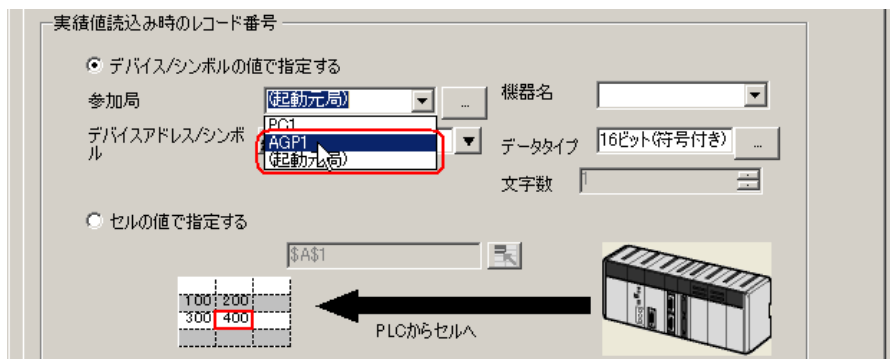 実績値読込み時のレコード番号
デバイス/シンボルの値で指定する
参加局
(起動元局)
...
機器名
PC1
AGP1
(起動元局)
デバイスアドレス/シンボ
ル
データタイプ
16ビット(符号付き)
...
文字数
1
セルの値で指定する
$A$1
100 200
300 400
PLCからセルへ